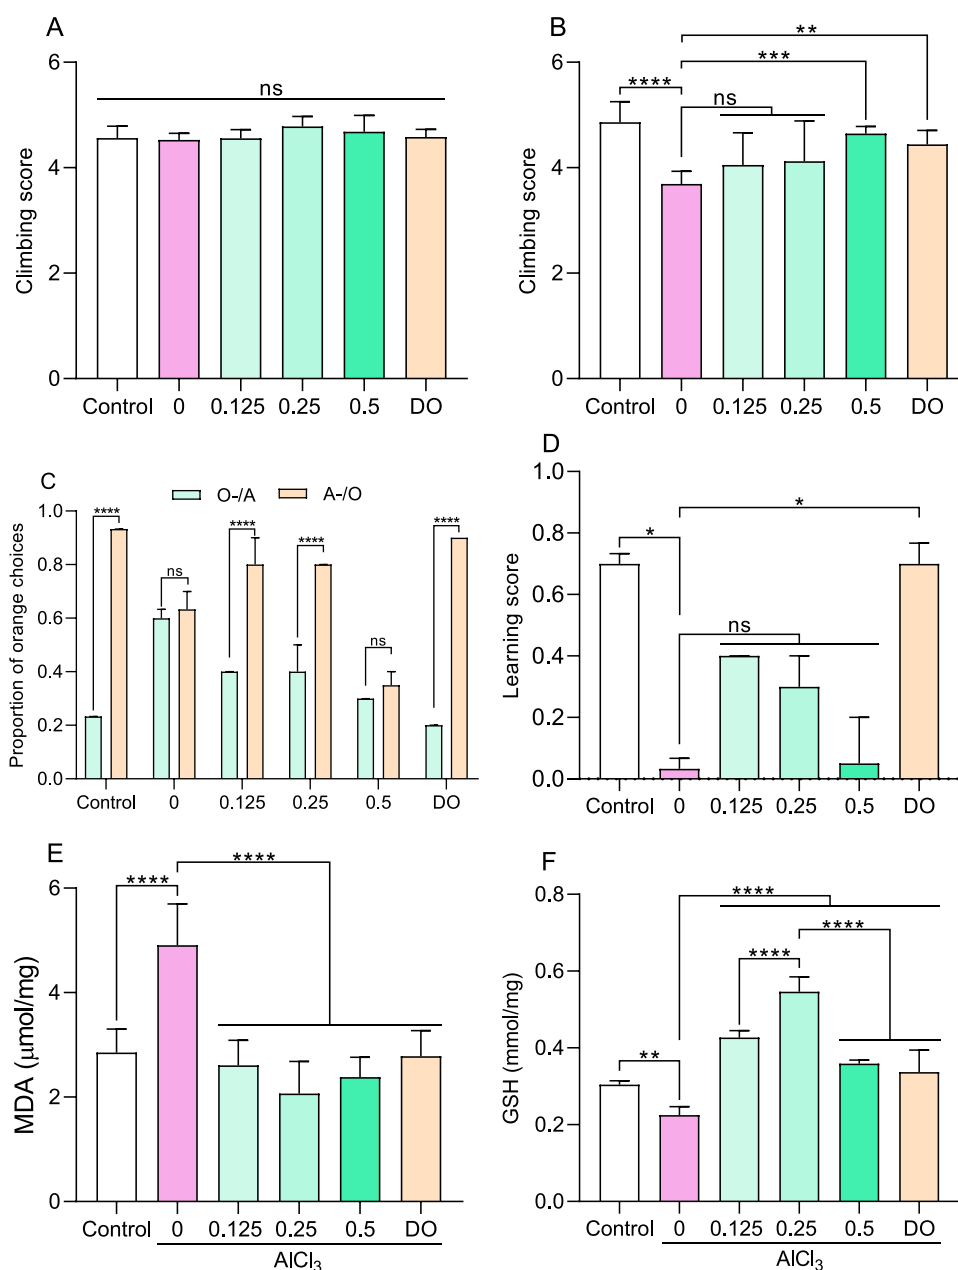 A
6
4
2
0
Climbing score
ns
Control 0 0.125 0.25 0.5 DO
B
6
4
2
0
Climbing score
**
***
****
ns
Control 0 0.125 0.25 0.5 DO
C
O-/A A-/O
1.0
0.8
0.6
0.4
0.2
0.0
Proportion of orange choices
**** ns **** **** ns ****
Control 0 0.125 0.25 0.5 DO
D
1.0
0.8
0.6
0.4
0.2
0.0
Learning score
*
*
ns
Control 0 0.125 0.25 0.5 DO
E
6
4
2
0
MDA (μmol/mg)
****
****
Control 0 0.125 0.25 0.5 DO
AlCl₃
F
0.8
0.6
0.4
0.2
0.0
GSH (mmol/mg)
****
****
****
**
Control 0 0.125 0.25 0.5 DO
AlCl₃